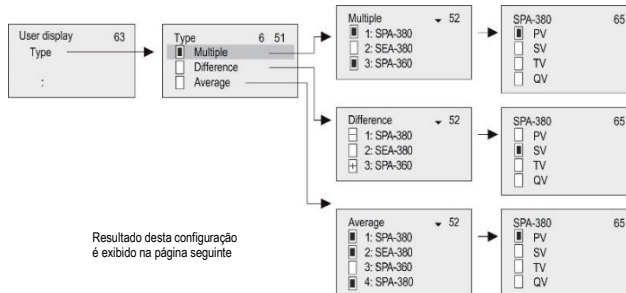 User display 63
Type
:
Type 6 51
Multiple
Difference
Average
Multiple 52
1: SPA-380
2: SEA-380
3: SPA-360
SPA-380 65
PV
SV
TV
QV
Difference 52
1: SPA-380
2: SEA-380
3: SPA-360
SPA-380 65
PV
SV
TV
QV
Average 52
1: SPA-380
2: SEA-380
3: SPA-360
4: SPA-380
SPA-380 65
PV
SV
TV
QV
Resultado desta configuração
é exibido na página seguinte